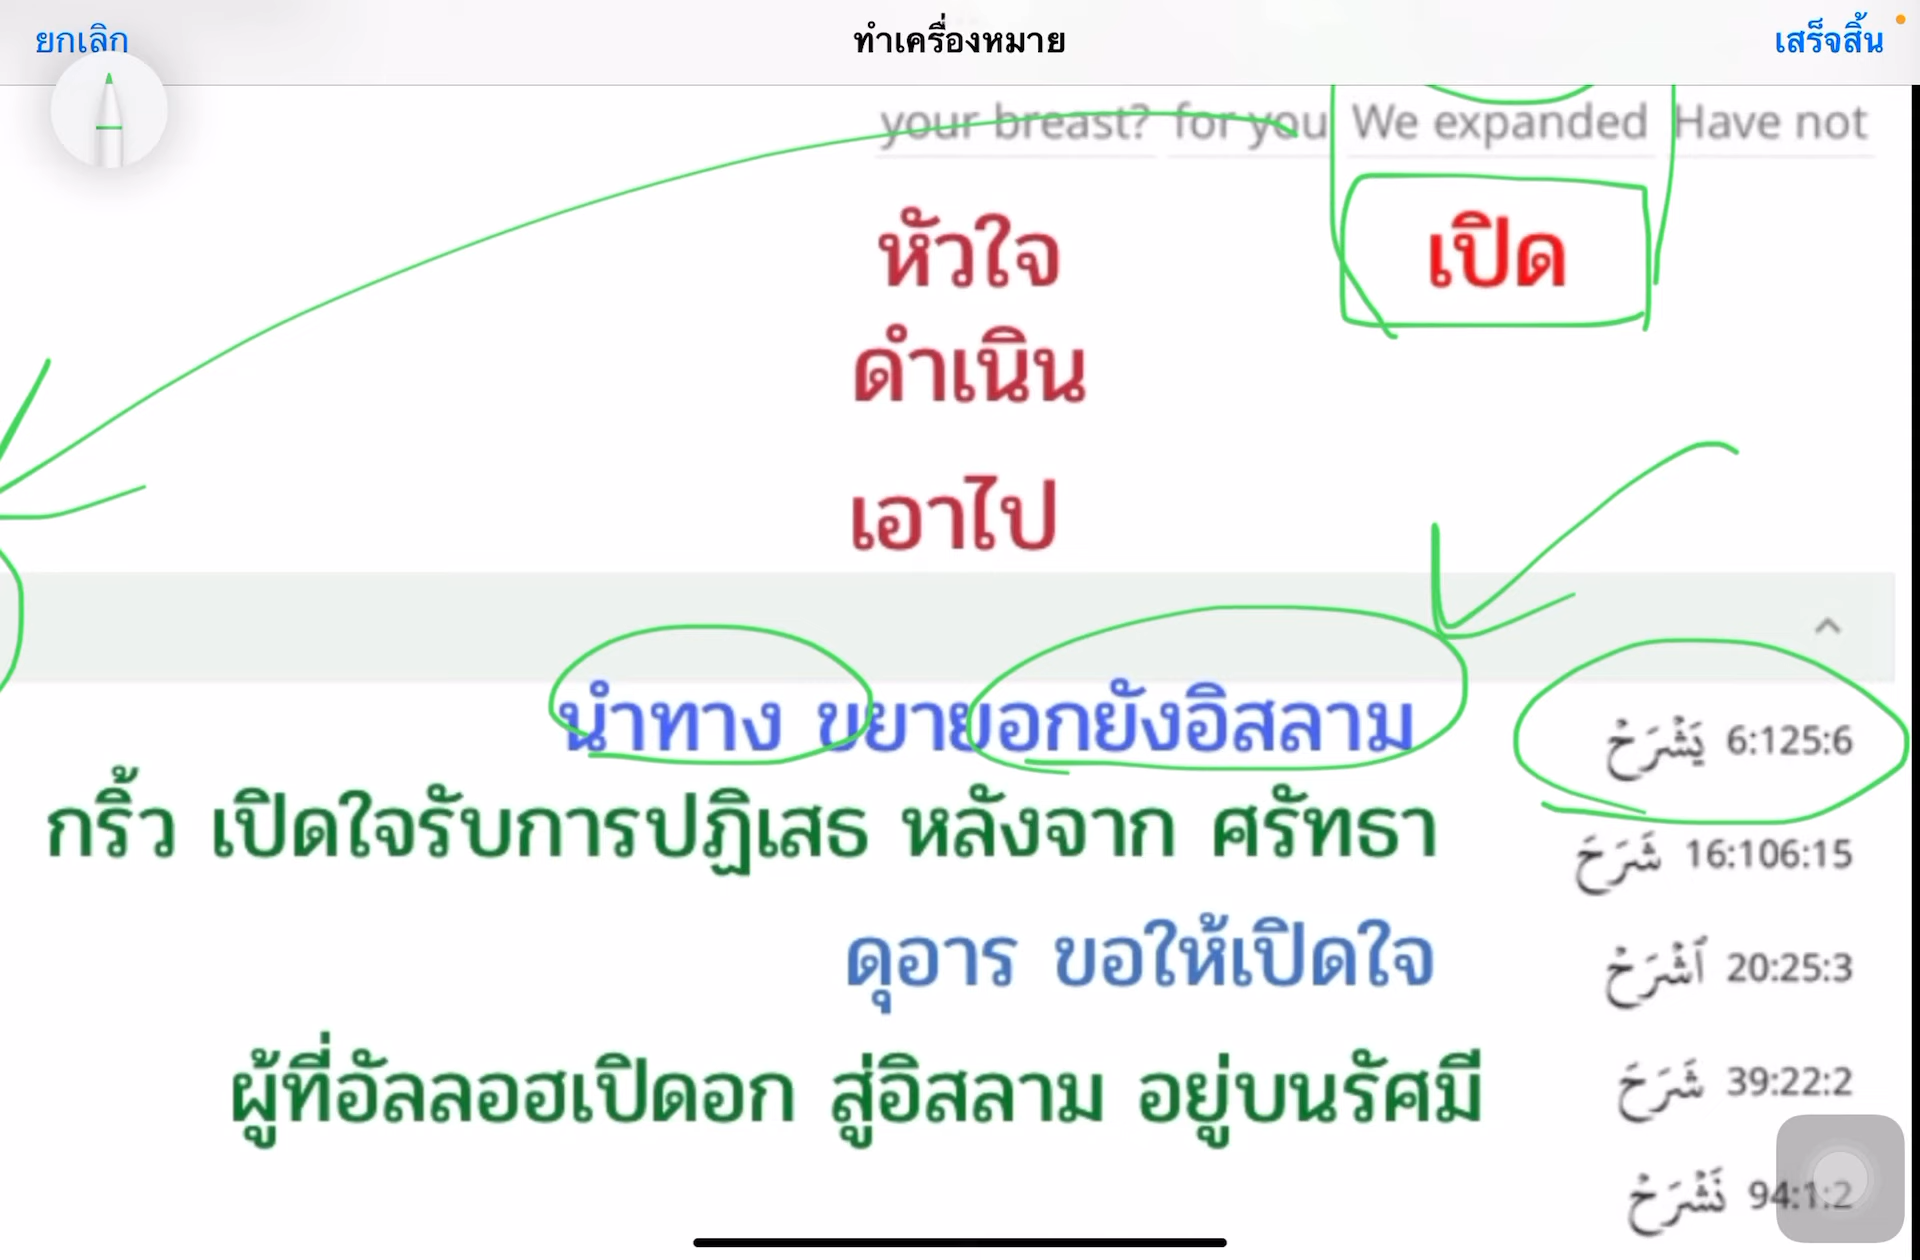 ยกเลิก ทำเครื่องหมาย เสร็จสิ้น
your breast? for you We expanded Have not
หัวใจ เปิด
ดำเนิน
เอาไป
นำทาง ขยายอกยังอิสลาม يَشْرَحْ 6:125:6
กริ้ว เปิดใจรับการปฏิเสธ หลังจาก ศรัทธา شَرَحَ 16:106:15
ดุอาร ขอให้เปิดใจ ٱشْرَحْ 20:25:3
ผู้ที่อัลลอฮเปิดอก สู่อิสลาม อยู่บนรัศมี شَرَحَ 39:22:2
نَشْرَحْ 94:1:2